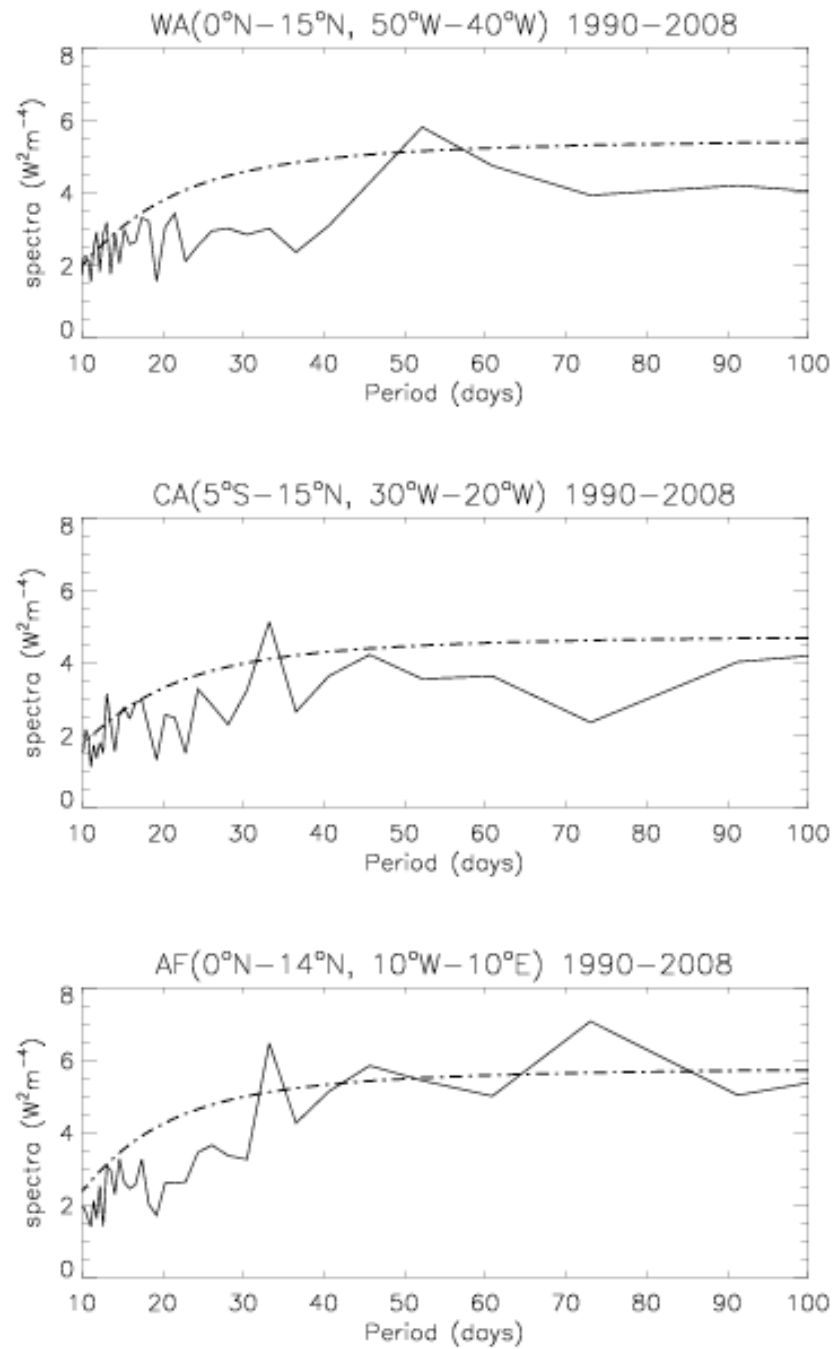 WA(0°N−15°N, 50°W−40°W) 1990−2008
8
6
4
2
0
spectra (W²m⁻⁴)
10 20 30 40 50 60 70 80 90 100
Period (days)
CA(5°S−15°N, 30°W−20°W) 1990−2008
8
6
4
2
0
spectra (W²m⁻⁴)
10 20 30 40 50 60 70 80 90 100
Period (days)
AF(0°N−14°N, 10°W−10°E) 1990−2008
8
6
4
2
0
spectra (W²m⁻⁴)
10 20 30 40 50 60 70 80 90 100
Period (days)